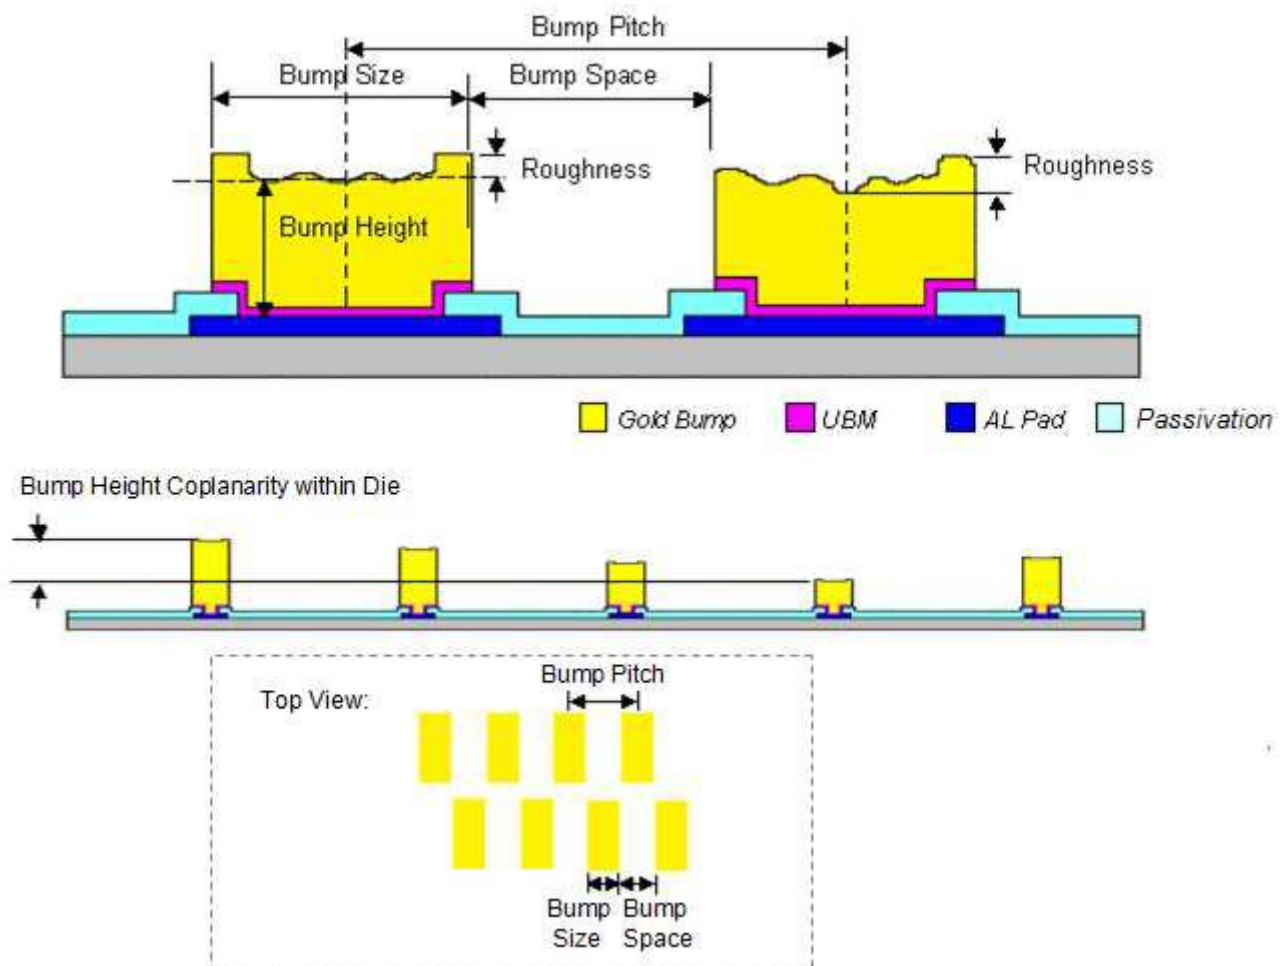 Bump Pitch
Bump Size
Bump Space
Roughness
Roughness
Bump Height
Gold Bump
UBM
AL Pad
Passivation
Bump Height Coplanarity within Die
Bump Pitch
Top View:
Bump
Size
Bump
Space